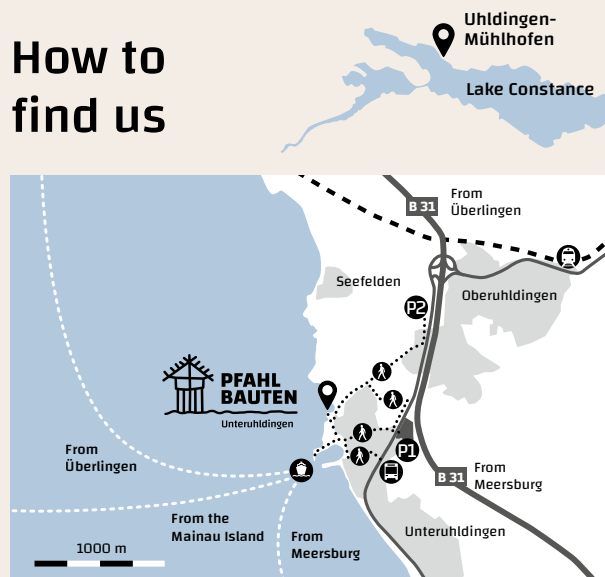 How to
find us
Uhldingen-
Mühlhofen
Lake Constance
B 31
From
Überlingen
Seefelden
Oberuhldingen
P2
PFAHL
BAUTEN
Unteruhldingen
P1
From
Überlingen
B 31
From
Meersburg
From the
Mainau Island
From
Meersburg
Unteruhldingen
1000 m